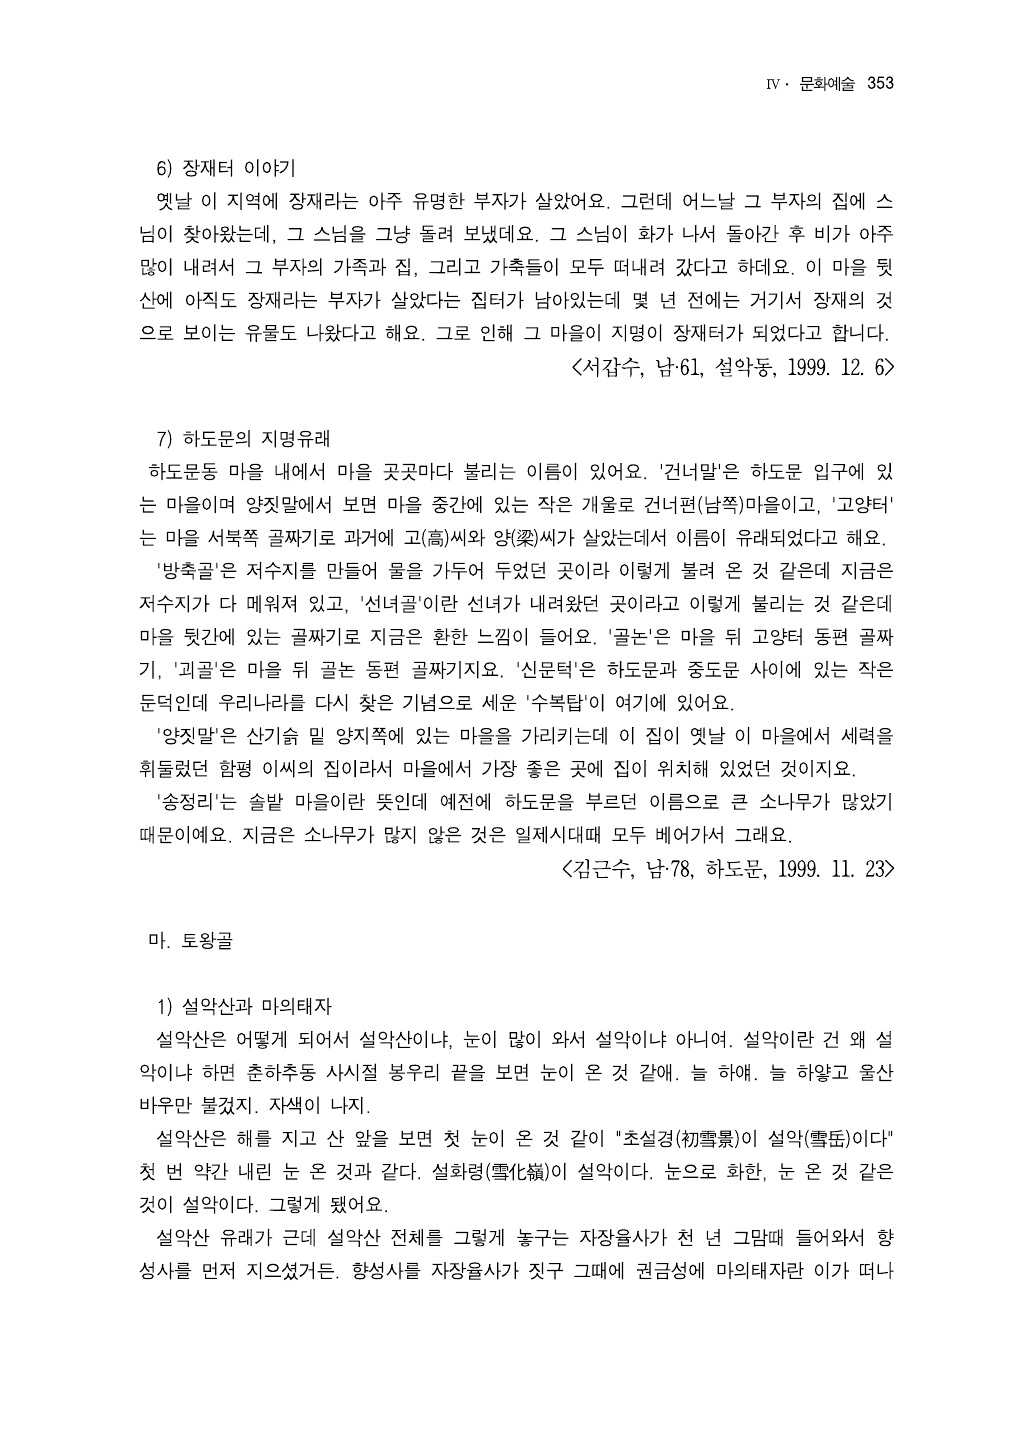 Ⅳ· 문화예술 353
6) 장재터 이야기
옛날 이 지역에 장재라는 아주 유명한 부자가 살았어요. 그런데 어느날 그 부자의 집에 스
님이 찾아왔는데, 그 스님을 그냥 돌려 보냈데요. 그 스님이 화가 나서 돌아간 후 비가 아주
많이 내려서 그 부자의 가족과 집, 그리고 가축들이 모두 떠내려 갔다고 하데요. 이 마을 뒷
산에 아직도 장재라는 부자가 살았다는 집터가 남아있는데 몇 년 전에는 거기서 장재의 것
으로 보이는 유물도 나왔다고 해요. 그로 인해 그 마을이 지명이 장재터가 되었다고 합니다.
<서갑수, 남·61, 설악동, 1999. 12. 6>
7) 하도문의 지명유래
하도문동 마을 내에서 마을 곳곳마다 불리는 이름이 있어요. '건너말'은 하도문 입구에 있
는 마을이며 양짓말에서 보면 마을 중간에 있는 작은 개울로 건너편(남쪽)마을이고, '고양터'
는 마을 서북쪽 골짜기로 과거에 고(高)씨와 양(梁)씨가 살았는데서 이름이 유래되었다고 해요.
'방축골'은 저수지를 만들어 물을 가두어 두었던 곳이라 이렇게 불려 온 것 같은데 지금은
저수지가 다 메워져 있고, '선녀골'이란 선녀가 내려왔던 곳이라고 이렇게 불리는 것 같은데
마을 뒷간에 있는 골짜기로 지금은 환한 느낌이 들어요. '골논'은 마을 뒤 고양터 동편 골짜
기, '괴골'은 마을 뒤 골논 동편 골짜기지요. '신문턱'은 하도문과 중도문 사이에 있는 작은
둔덕인데 우리나라를 다시 찾은 기념으로 세운 '수복탑'이 여기에 있어요.
'양짓말'은 산기슭 밑 양지쪽에 있는 마을을 가리키는데 이 집이 옛날 이 마을에서 세력을
휘둘렀던 함평 이씨의 집이라서 마을에서 가장 좋은 곳에 집이 위치해 있었던 것이지요.
'송정리'는 솔밭 마을이란 뜻인데 예전에 하도문을 부르던 이름으로 큰 소나무가 많았기
때문이예요. 지금은 소나무가 많지 않은 것은 일제시대때 모두 베어가서 그래요.
<김근수, 남·78, 하도문, 1999. 11. 23>
마. 토왕골
1) 설악산과 마의태자
설악산은 어떻게 되어서 설악산이냐, 눈이 많이 와서 설악이냐 아니여. 설악이란 건 왜 설
악이냐 하면 춘하추동 사시절 봉우리 끝을 보면 눈이 온 것 같애. 늘 하얘. 늘 하얗고 울산
바우만 불겄지. 자색이 나지.
설악산은 해를 지고 산 앞을 보면 첫 눈이 온 것 같이 "초설경(初雪景)이 설악(雪岳)이다"
첫 번 약간 내린 눈 온 것과 같다. 설화령(雪化嶺)이 설악이다. 눈으로 화한, 눈 온 것 같은
것이 설악이다. 그렇게 됐어요.
설악산 유래가 근데 설악산 전체를 그렇게 놓구는 자장율사가 천 년 그맘때 들어와서 향
성사를 먼저 지으셨거든. 향성사를 자장율사가 짓구 그때에 권금성에 마의태자란 이가 떠나